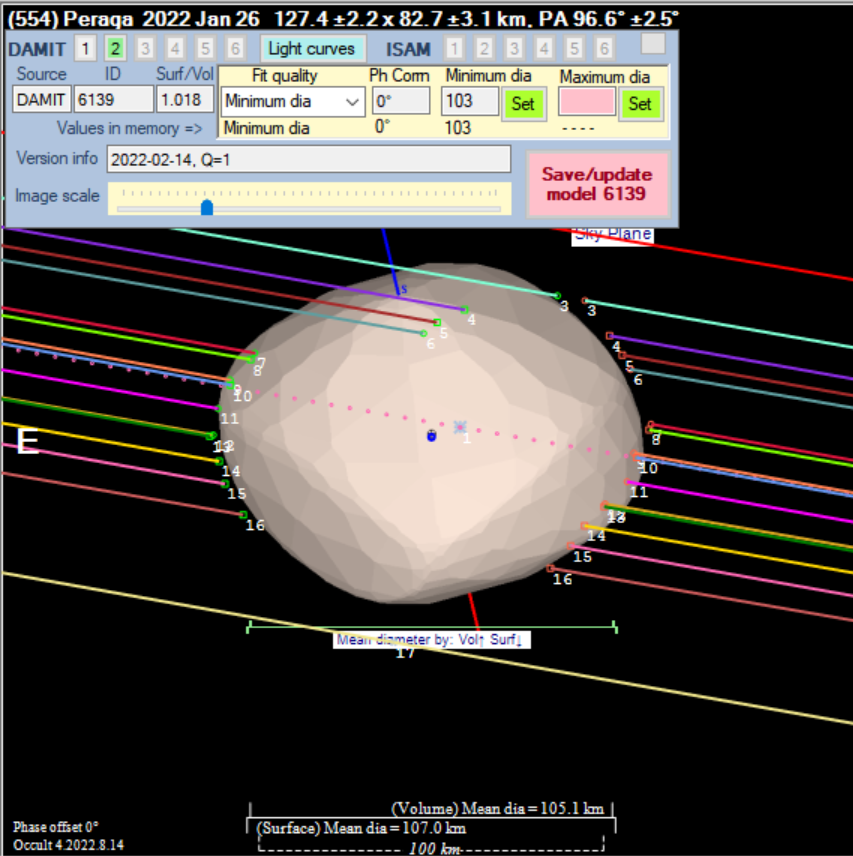 (554) Peraga 2022 Jan 26 127.4 ±2.2 x 82.7 ±3.1 km, PA 96.6° ±2.5°
DAMIT 1 2 3 4 5 6 Light curves ISAM 1 2 3 4 5 6
Source ID Surf/Vol Fit quality Ph Corrn Minimum dia Maximum dia
DAMIT 6139 1.018 Minimum dia 0° 103 Set Set
Values in memory => Minimum dia 0° 103 ----
Version info 2022-02-14, Q=1
Image scale
Save/update
model 6139
Sky Plane
s
3 3
4 4
5 5
6 6
7
8 8
9
10 10
11 11
12
13
14 14
15 15
16 16
1
E
Mean diameter by: Vol↑ Surf↓
17
(Volume) Mean dia = 105.1 km
Phase offset 0° (Surface) Mean dia = 107.0 km
Occult 4.2022.8.14 100 km